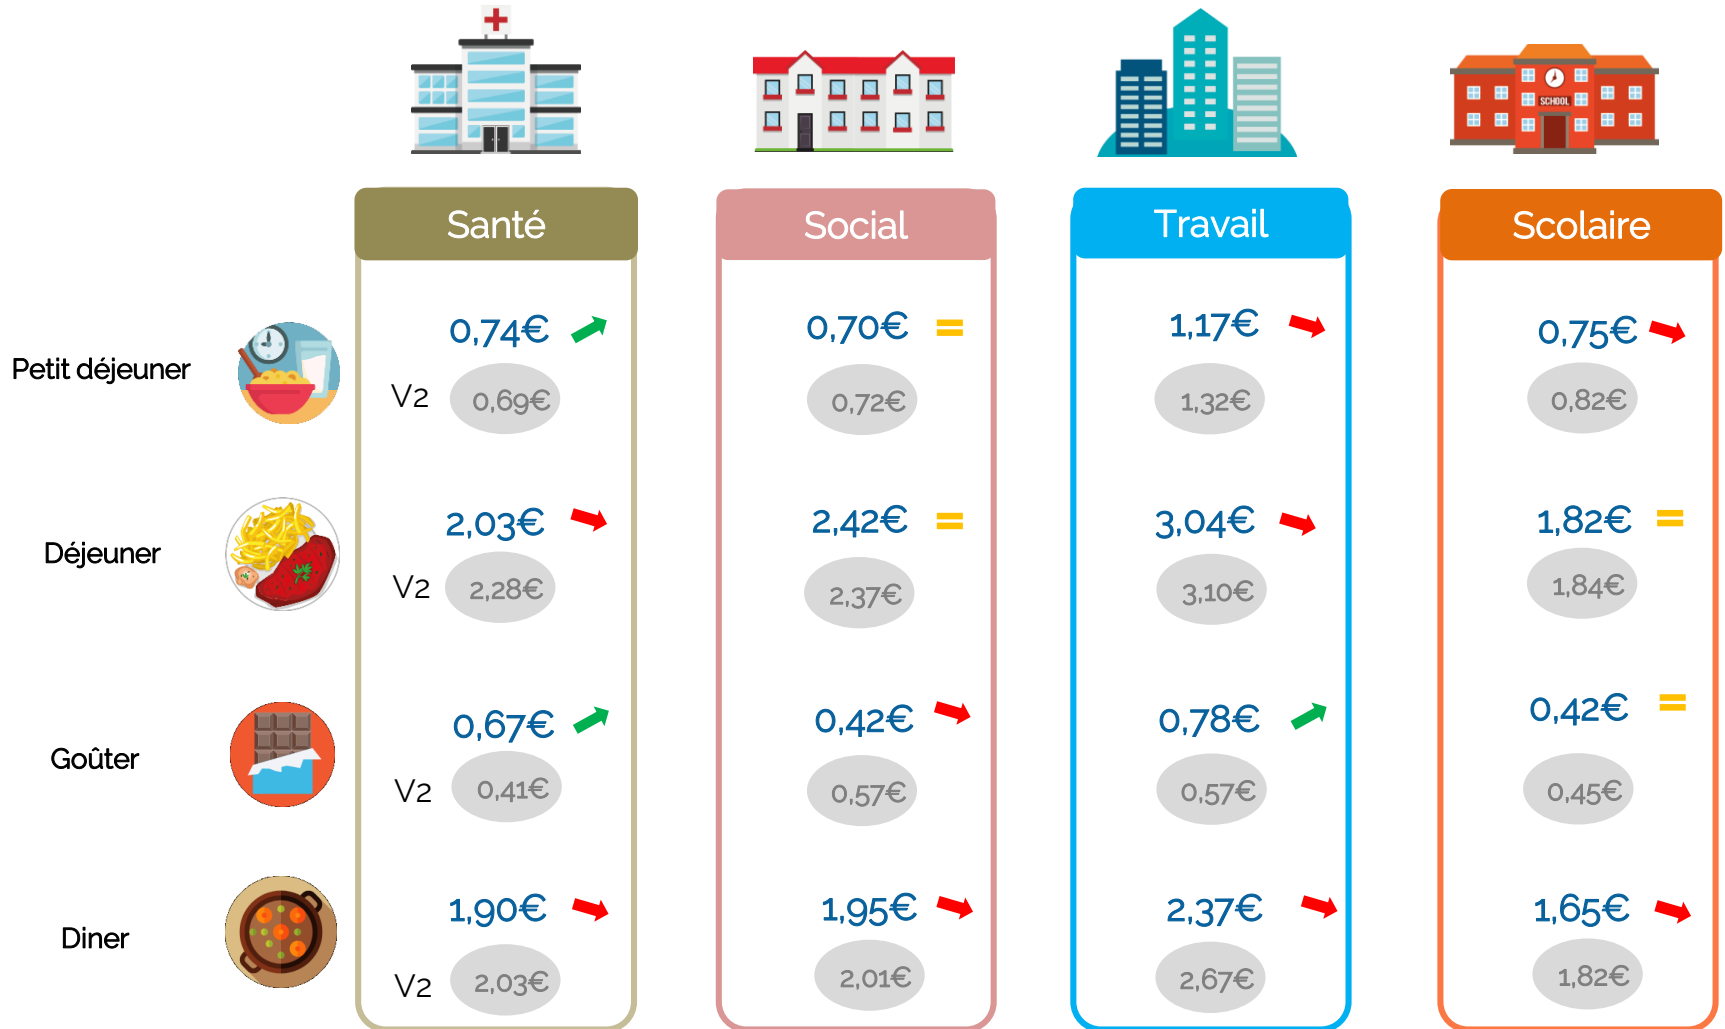 SCHOOL
Santé
Social
Travail
Scolaire
Petit déjeuner
0,74€
0,70€ =
1,17€
0,75€
V2
0,69€
0,72€
1,32€
0,82€
Déjeuner
2,03€
2,42€ =
3,04€
1,82€ =
V2
2,28€
2,37€
3,10€
1,84€
Goûter
0,67€
0,42€
0,78€
0,42€ =
V2
0,41€
0,57€
0,57€
0,45€
Diner
1,90€
1,95€
2,37€
1,65€
V2
2,03€
2,01€
2,67€
1,82€